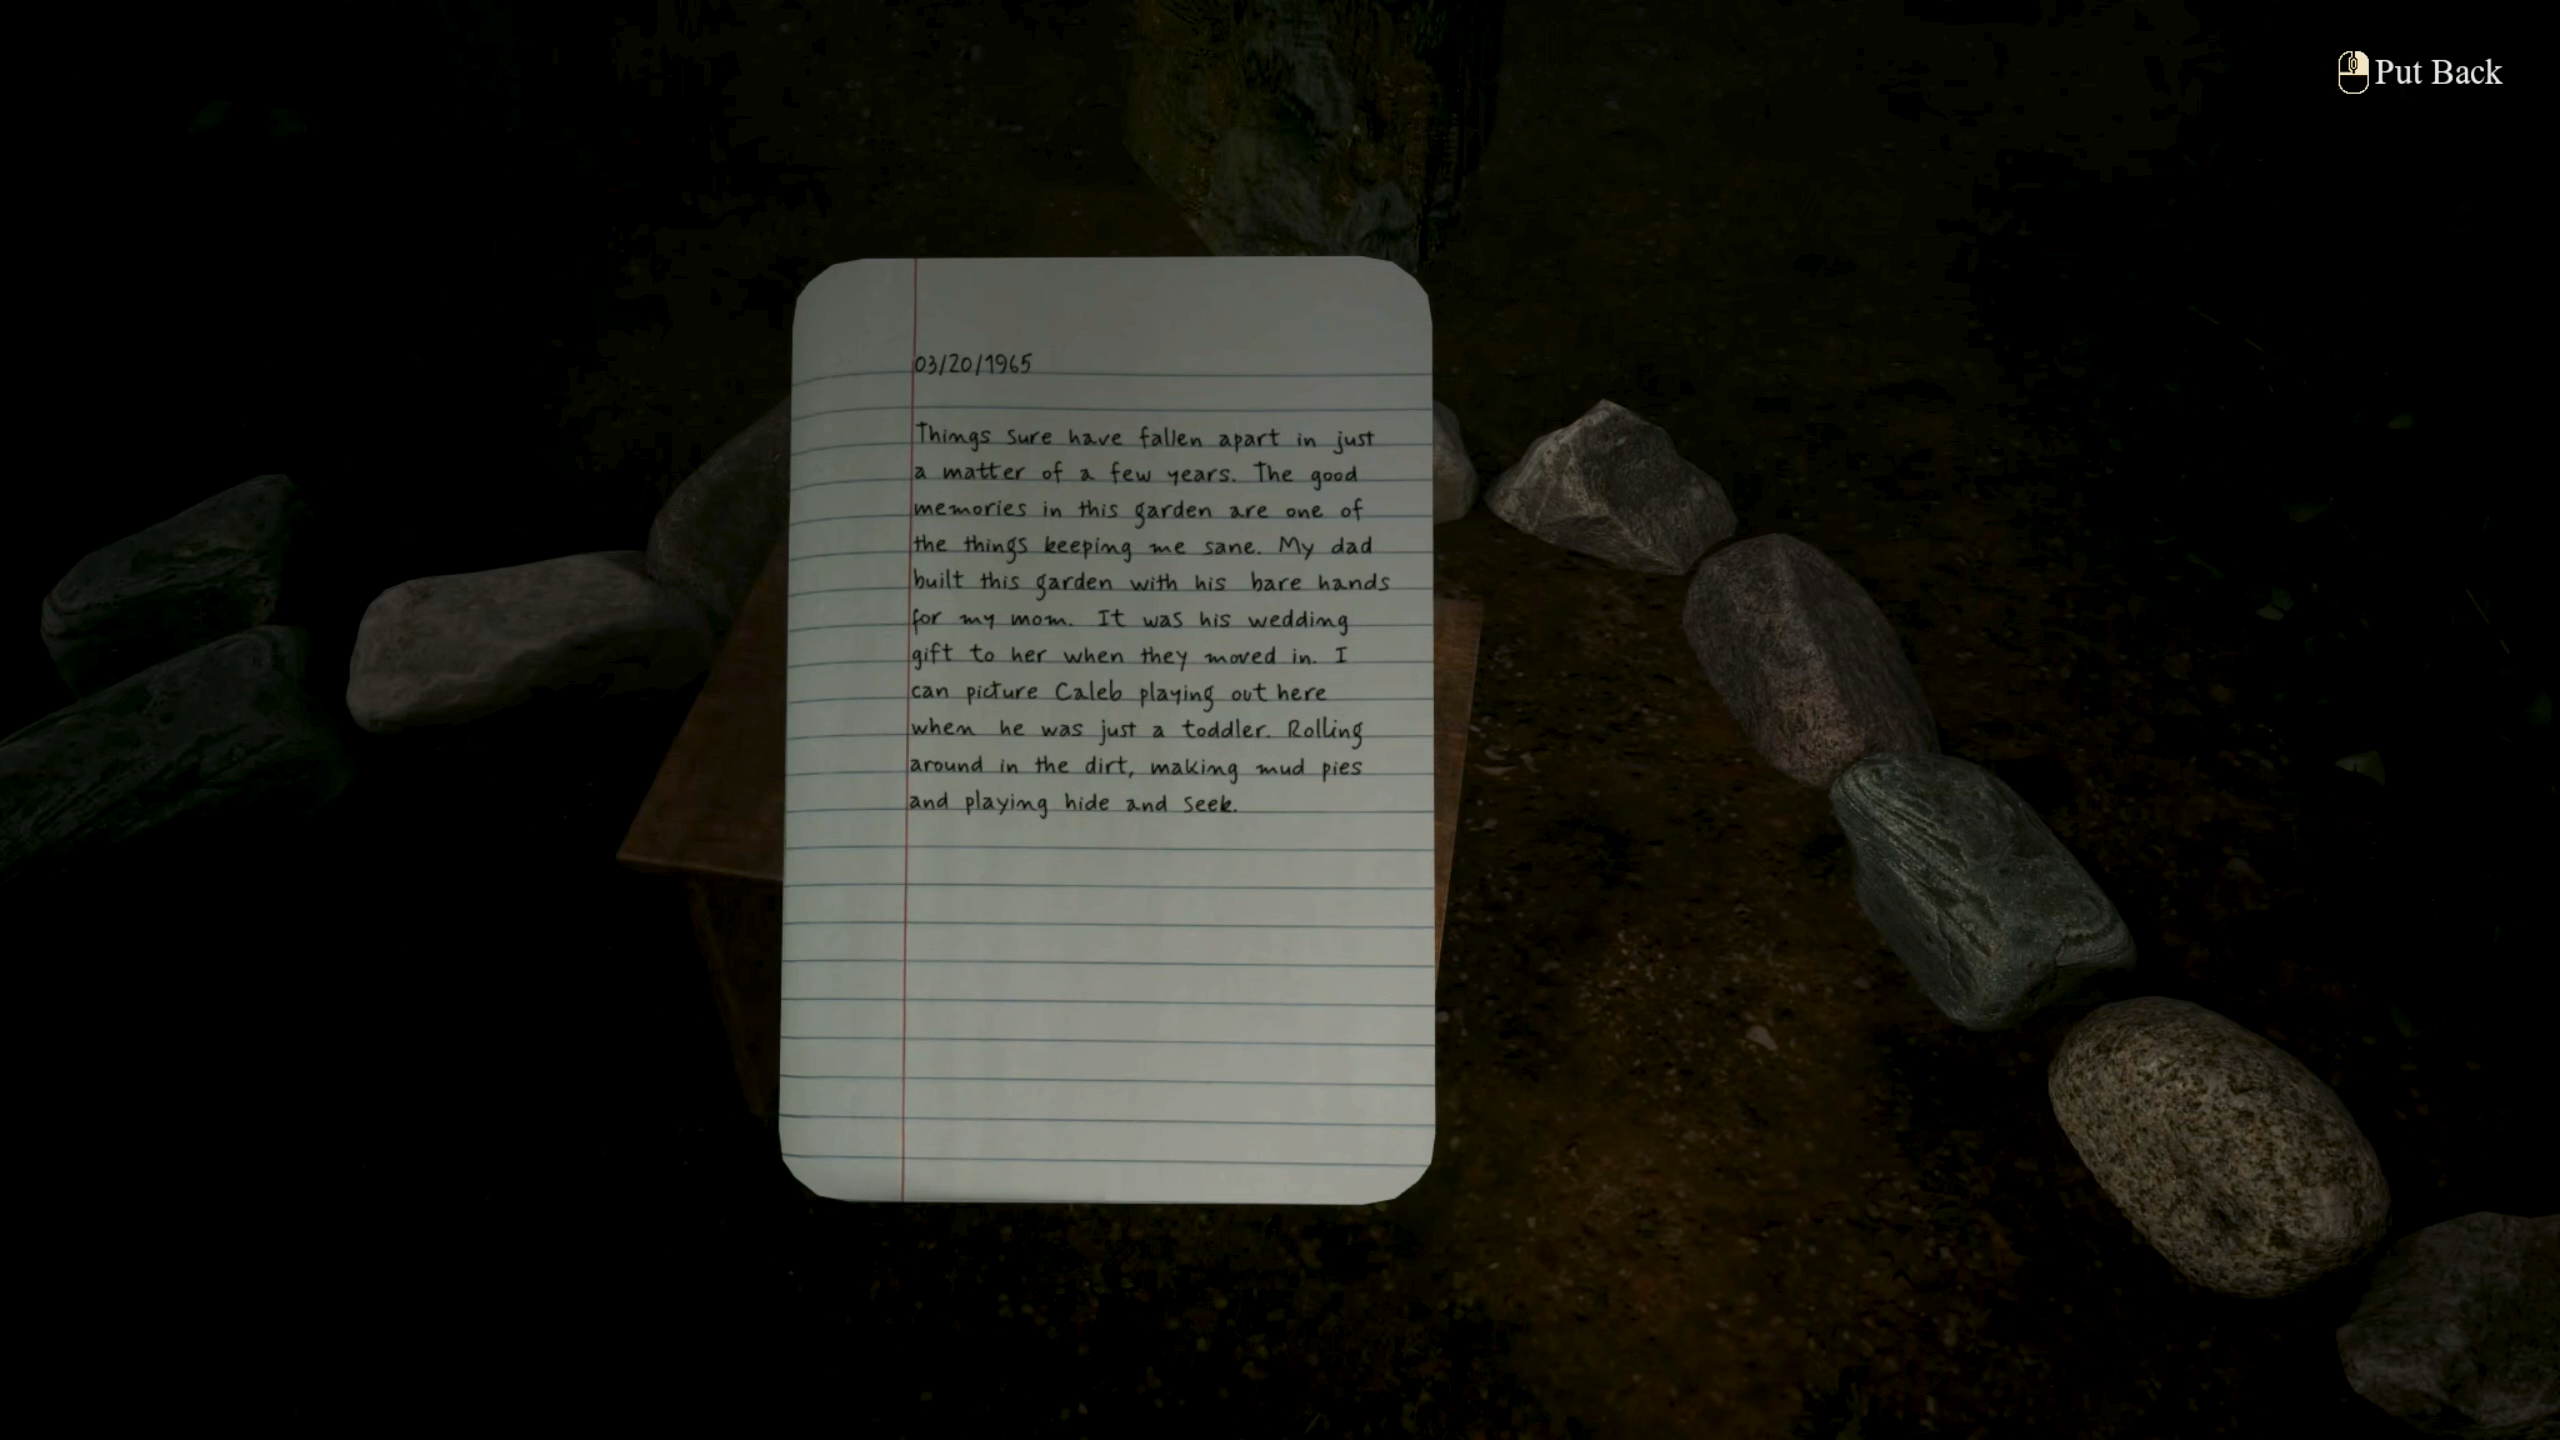 Put Back
03/20/1965
Things sure have fallen apart in just
a matter of a few years. The good
memories in this garden are one of
the things keeping me sane. My dad
built this garden with his bare hands
for my mom. It was his wedding
gift to her when they moved in. I
can picture Caleb playing out here
when he was just a toddler. Rolling
around in the dirt, making mud pies
and playing hide and seek.